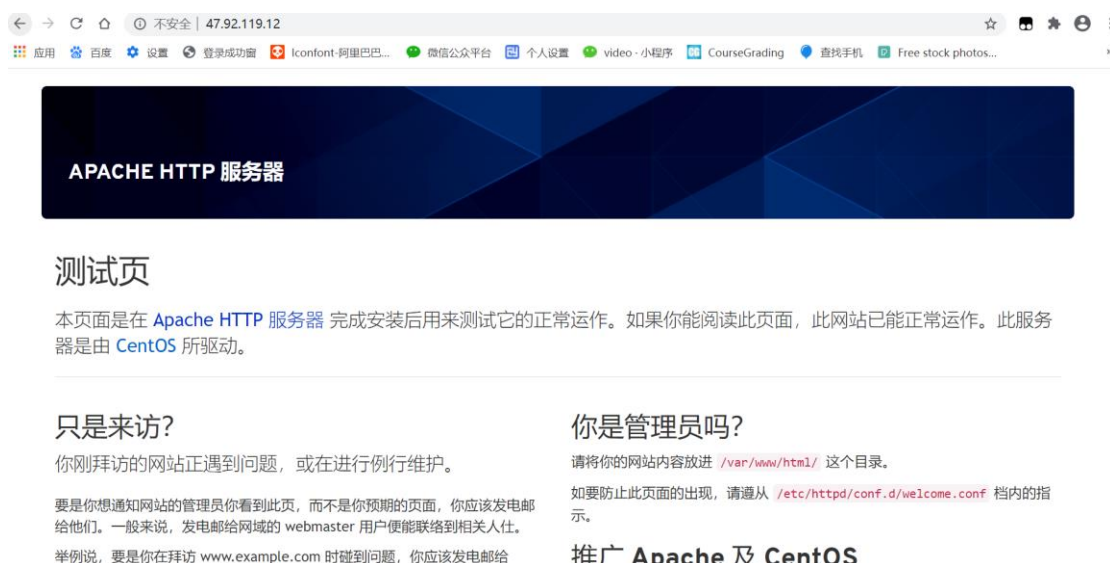 不安全 | 47.92.119.12
应用 百度 设置 登录成功窗 Iconfont-阿里巴巴... 微信公众平台 个人设置 video - 小程序 CourseGrading 查找手机 Free stock photos...
APACHE HTTP 服务器
测试页
本页面是在 Apache HTTP 服务器 完成安装后用来测试它的正常运作。如果你能阅读此页面，此网站已能正常运作。此服务
器是由 CentOS 所驱动。
只是来访？
你刚拜访的网站正遇到问题，或在进行例行维护。
要是你想通知网站的管理员你看到此页，而不是你预期的页面，你应该发电邮
给他们。一般来说，发电邮给网域的 webmaster 用户便能联络到相关人仕。
举例说，要是你在拜访 www.example.com 时碰到问题，你应该发电邮给
你是管理员吗？
请将你的网站内容放进 /var/www/html/ 这个目录。
如要防止此页面的出现，请遵从 /etc/httpd/conf.d/welcome.conf 档内的指
示。
推广 Apache 及 CentOS